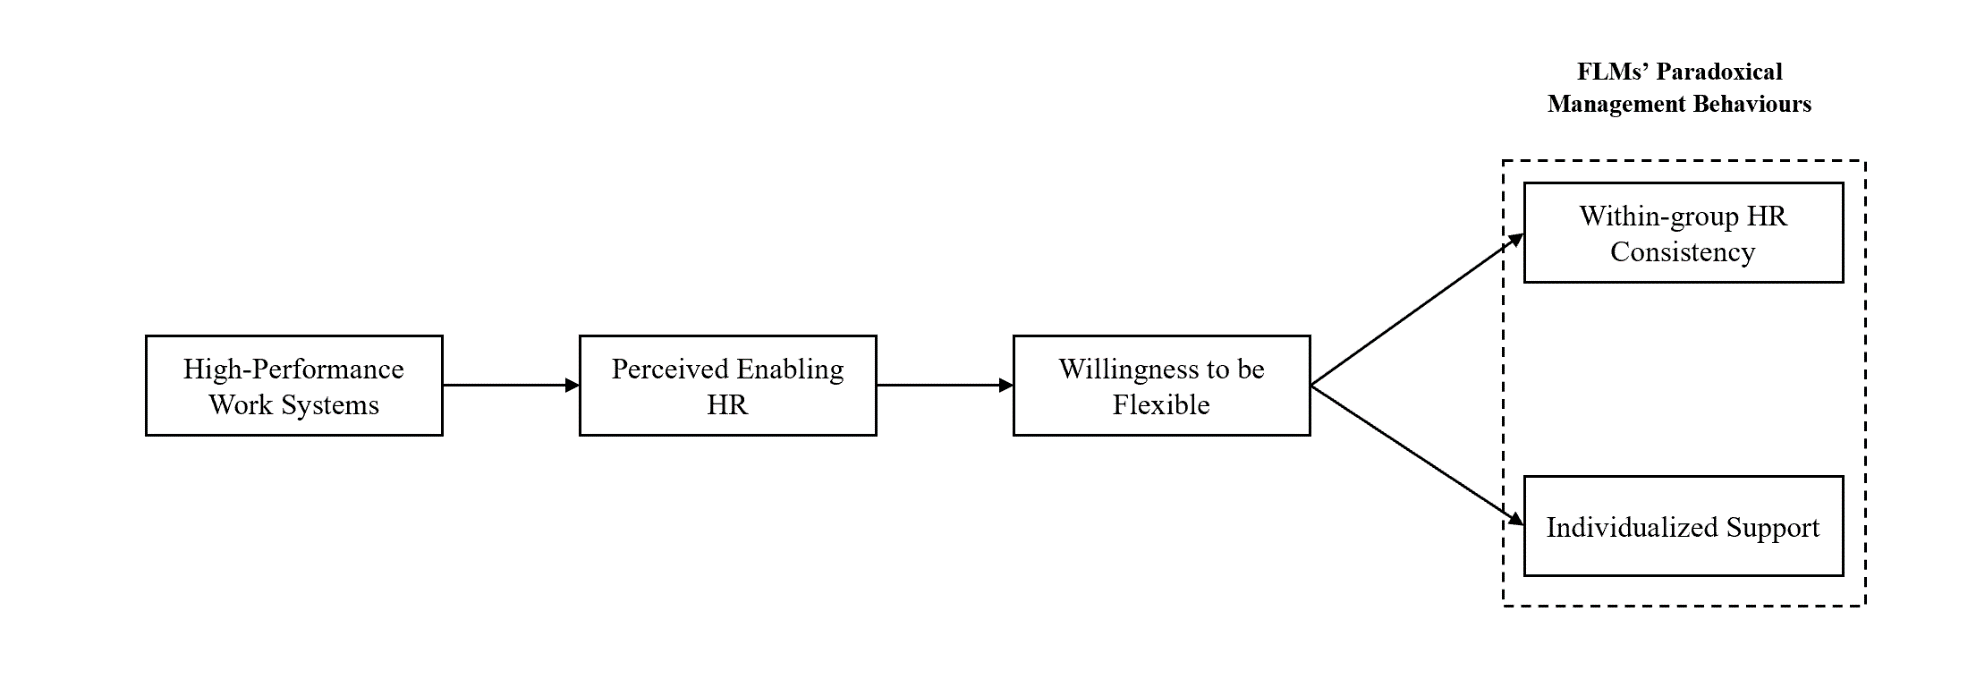 FLMs’ Paradoxical
Management Behaviours
Within-group HR
Consistency
High-Performance
Work Systems
Perceived Enabling
HR
Willingness to be
Flexible
Individualized Support